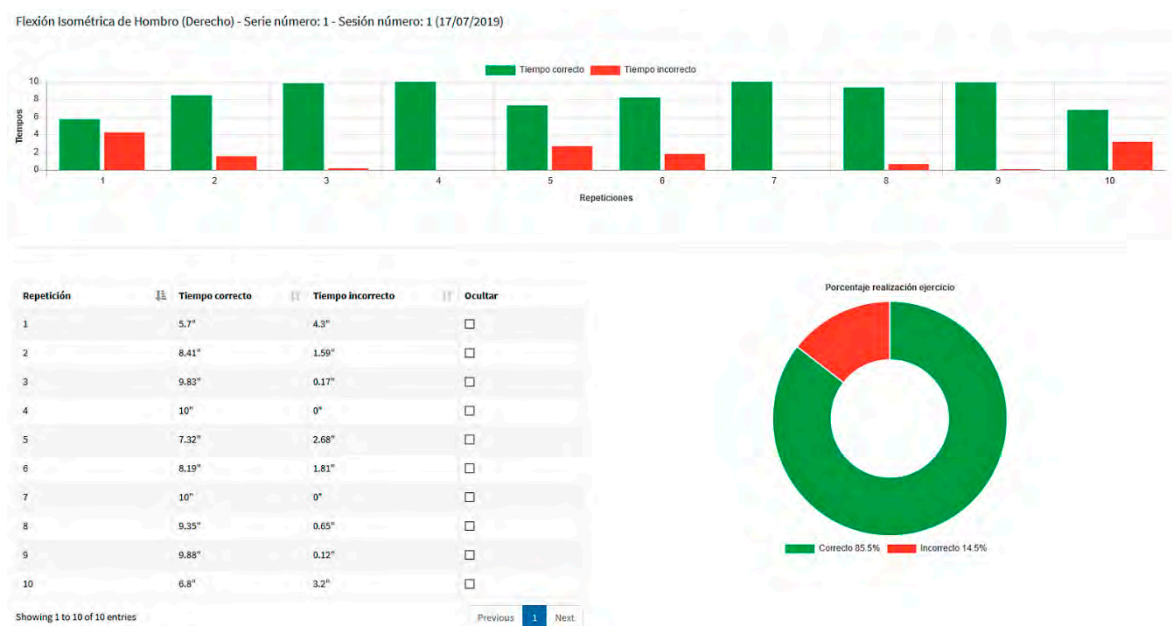 Flexión Isométrica de Hombro (Derecho) - Serie número: 1 - Sesión número: 1 (17/07/2019)
Tiempo correcto Tiempo incorrecto
10
8
6
4
2
0
Tiempos
1 2 3 4 5 6 7 8 9 10
Repeticiones
Repetición Tiempo correcto Tiempo incorrecto Ocultar
1 5.7" 4.3"
2 8.41" 1.59"
3 9.83" 0.17"
4 10" 0"
5 7.32" 2.68"
6 8.19" 1.81"
7 10" 0"
8 9.35" 0.65"
9 9.88" 0.12"
10 6.8" 3.2"
Showing 1 to 10 of 10 entries
Previous 1 Next
Porcentaje realización ejercicio
Correcto 85.5% Incorrecto 14.5%